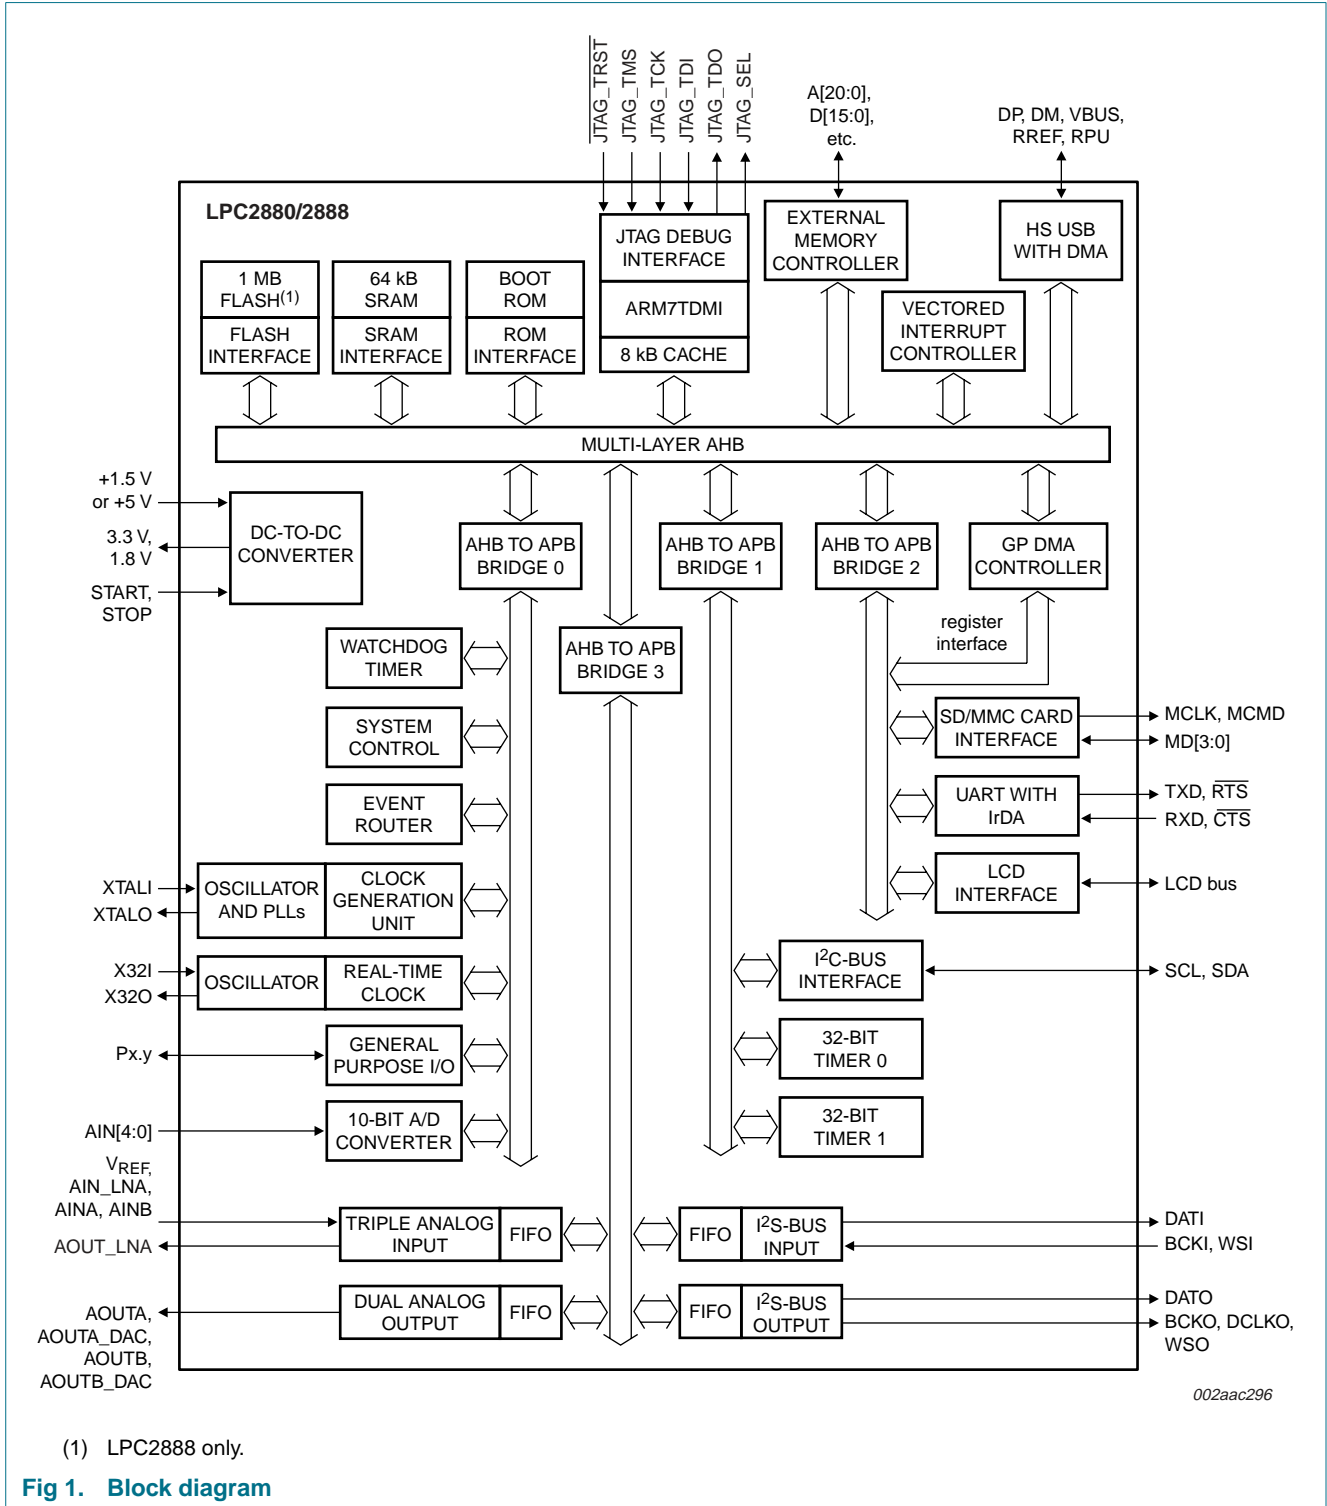 JTAG_TRST
JTAG_TMS
JTAG_TCK
JTAG_TDI
JTAG_TDO
JTAG_SEL
A[20:0],
D[15:0],
etc.
DP, DM, VBUS,
RREF, RPU
LPC2880/2888
1 MB
FLASH(1)
FLASH
INTERFACE
64 kB
SRAM
SRAM
INTERFACE
BOOT
ROM
ROM
INTERFACE
JTAG DEBUG
INTERFACE
ARM7TDMI
8 kB CACHE
EXTERNAL
MEMORY
CONTROLLER
VECTORED
INTERRUPT
CONTROLLER
HS USB
WITH DMA
MULTI-LAYER AHB
+1.5 V
or +5 V
3.3 V,
1.8 V
START,
STOP
DC-TO-DC
CONVERTER
AHB TO APB
BRIDGE 0
AHB TO APB
BRIDGE 1
AHB TO APB
BRIDGE 2
GP DMA
CONTROLLER
register
interface
AHB TO APB
BRIDGE 3
WATCHDOG
TIMER
SYSTEM
CONTROL
EVENT
ROUTER
XTALI
XTALO
OSCILLATOR
AND PLLs
CLOCK
GENERATION
UNIT
X32I
X32O
OSCILLATOR
REAL-TIME
CLOCK
Px.y
GENERAL
PURPOSE I/O
AIN[4:0]
10-BIT A/D
CONVERTER
SD/MMC CARD
INTERFACE
MCLK, MCMD
MD[3:0]
UART WITH
IrDA
TXD, RTS
RXD, CTS
LCD
INTERFACE
LCD bus
I2C-BUS
INTERFACE
SCL, SDA
32-BIT
TIMER 0
32-BIT
TIMER 1
VREF,
AIN_LNA,
AINA, AINB
AOUT_LNA
TRIPLE ANALOG
INPUT
FIFO
FIFO
I2S-BUS
INPUT
DATI
BCKI, WSI
AOUTA,
AOUTA_DAC,
AOUTB,
AOUTB_DAC
DUAL ANALOG
OUTPUT
FIFO
FIFO
I2S-BUS
OUTPUT
DATO
BCKO, DCLKO,
WSO
002aac296
(1) LPC2888 only.
Fig 1. Block diagram